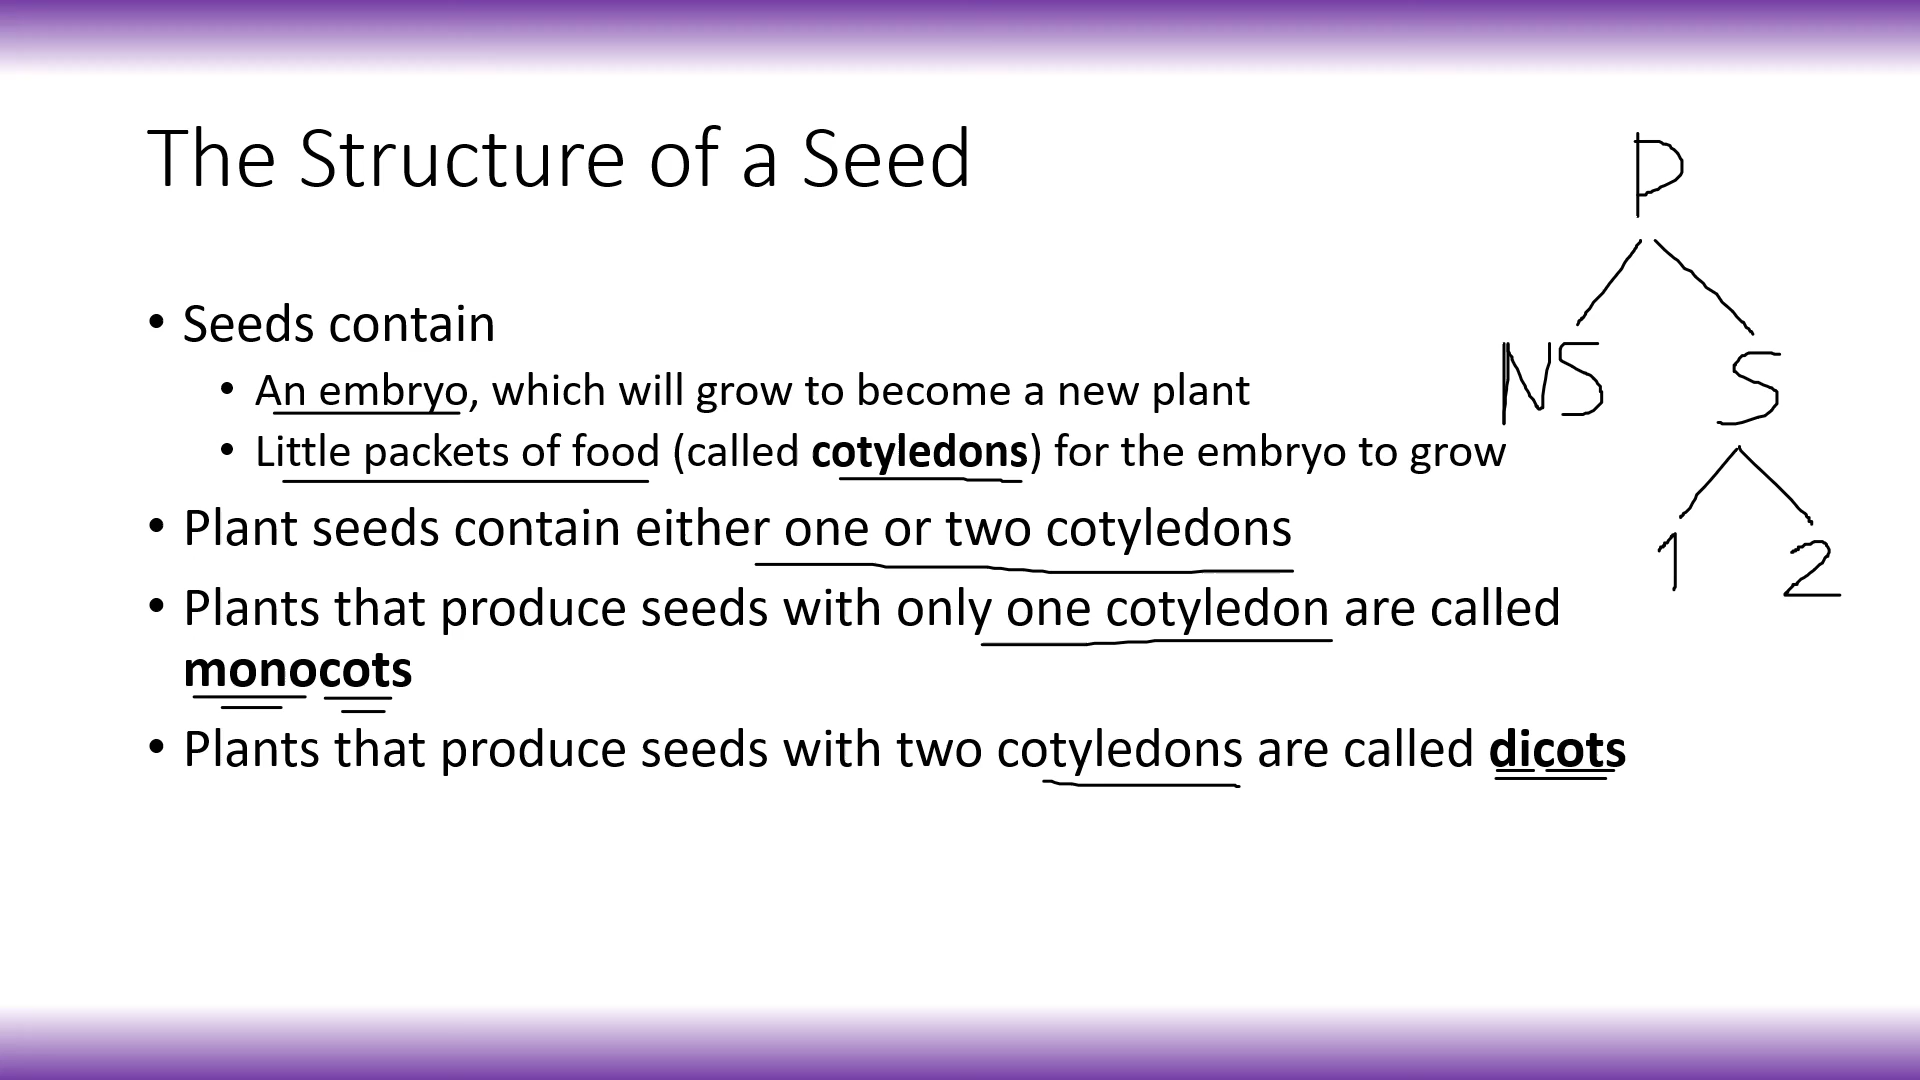 The Structure of a Seed
• Seeds contain
• An embryo, which will grow to become a new plant
• Little packets of food (called cotyledons) for the embryo to grow
• Plant seeds contain either one or two cotyledons
• Plants that produce seeds with only one cotyledon are called
monocots
• Plants that produce seeds with two cotyledons are called dicots
P
NS S
1 2